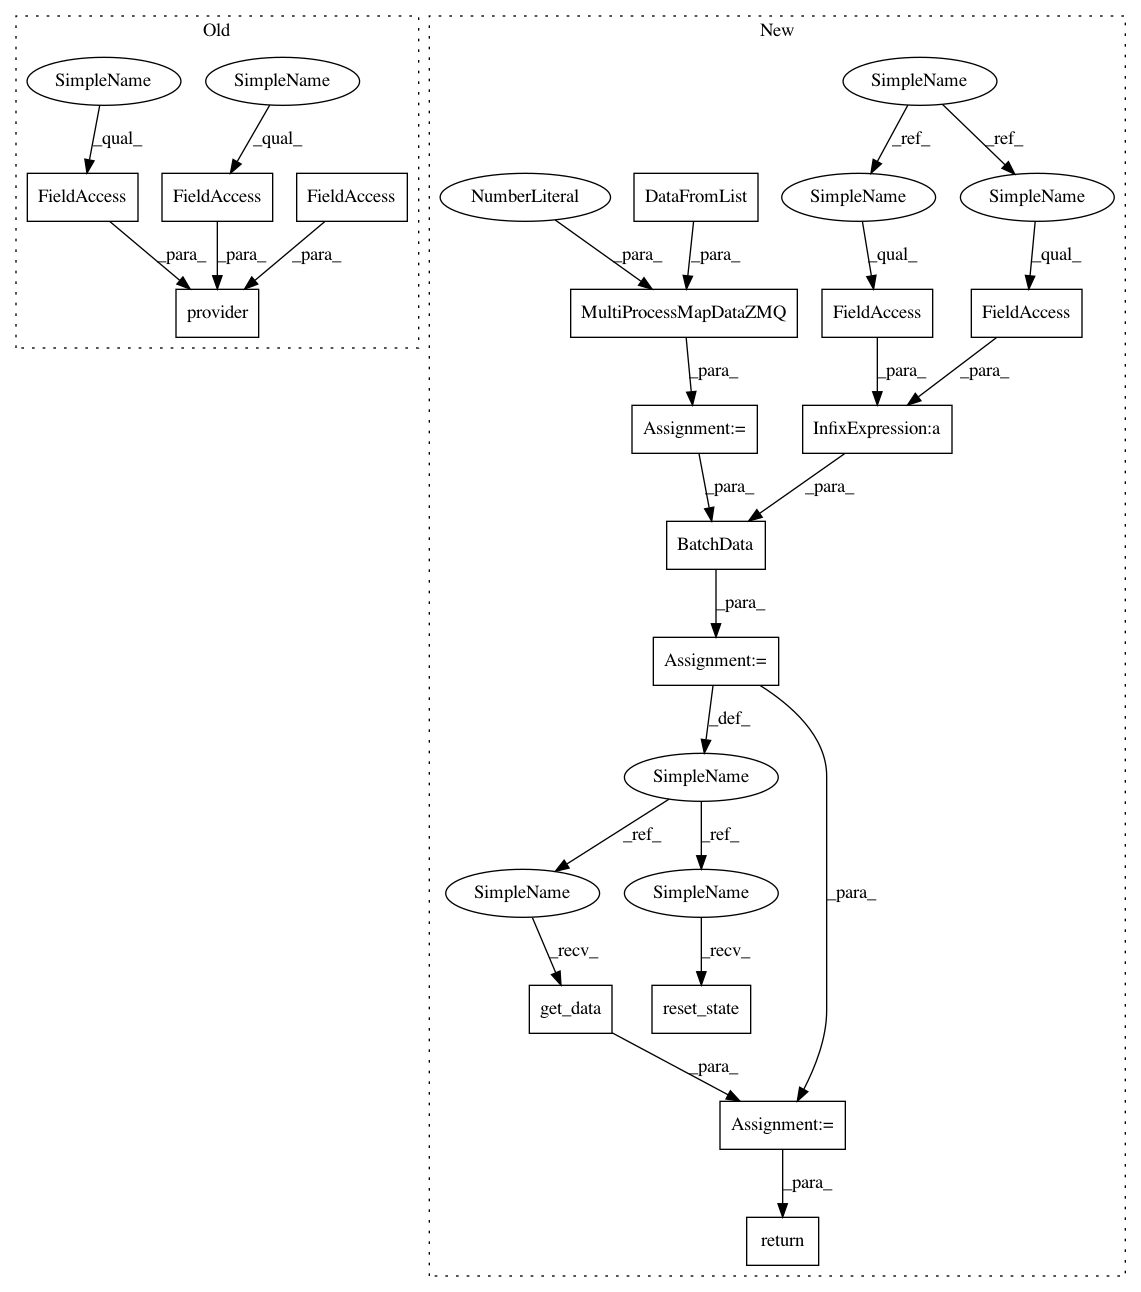 Old
New
SimpleName
SimpleName
SimpleName
_qual_
_qual_
_ref_
_ref_
FieldAccess
FieldAccess
FieldAccess
NumberLiteral
DataFromList
SimpleName
SimpleName
_para_
_para_
_para_
_para_
_para_
_qual_
_qual_
provider
MultiProcessMapDataZMQ
FieldAccess
FieldAccess
_para_
_para_
_para_
Assignment:=
InfixExpression:a
_para_
_para_
BatchData
_para_
Assignment:=
_def_
SimpleName
_ref_
_ref_
SimpleName
SimpleName
_para_
_recv_
_recv_
get_data
reset_state
_para_
Assignment:=
_para_
return